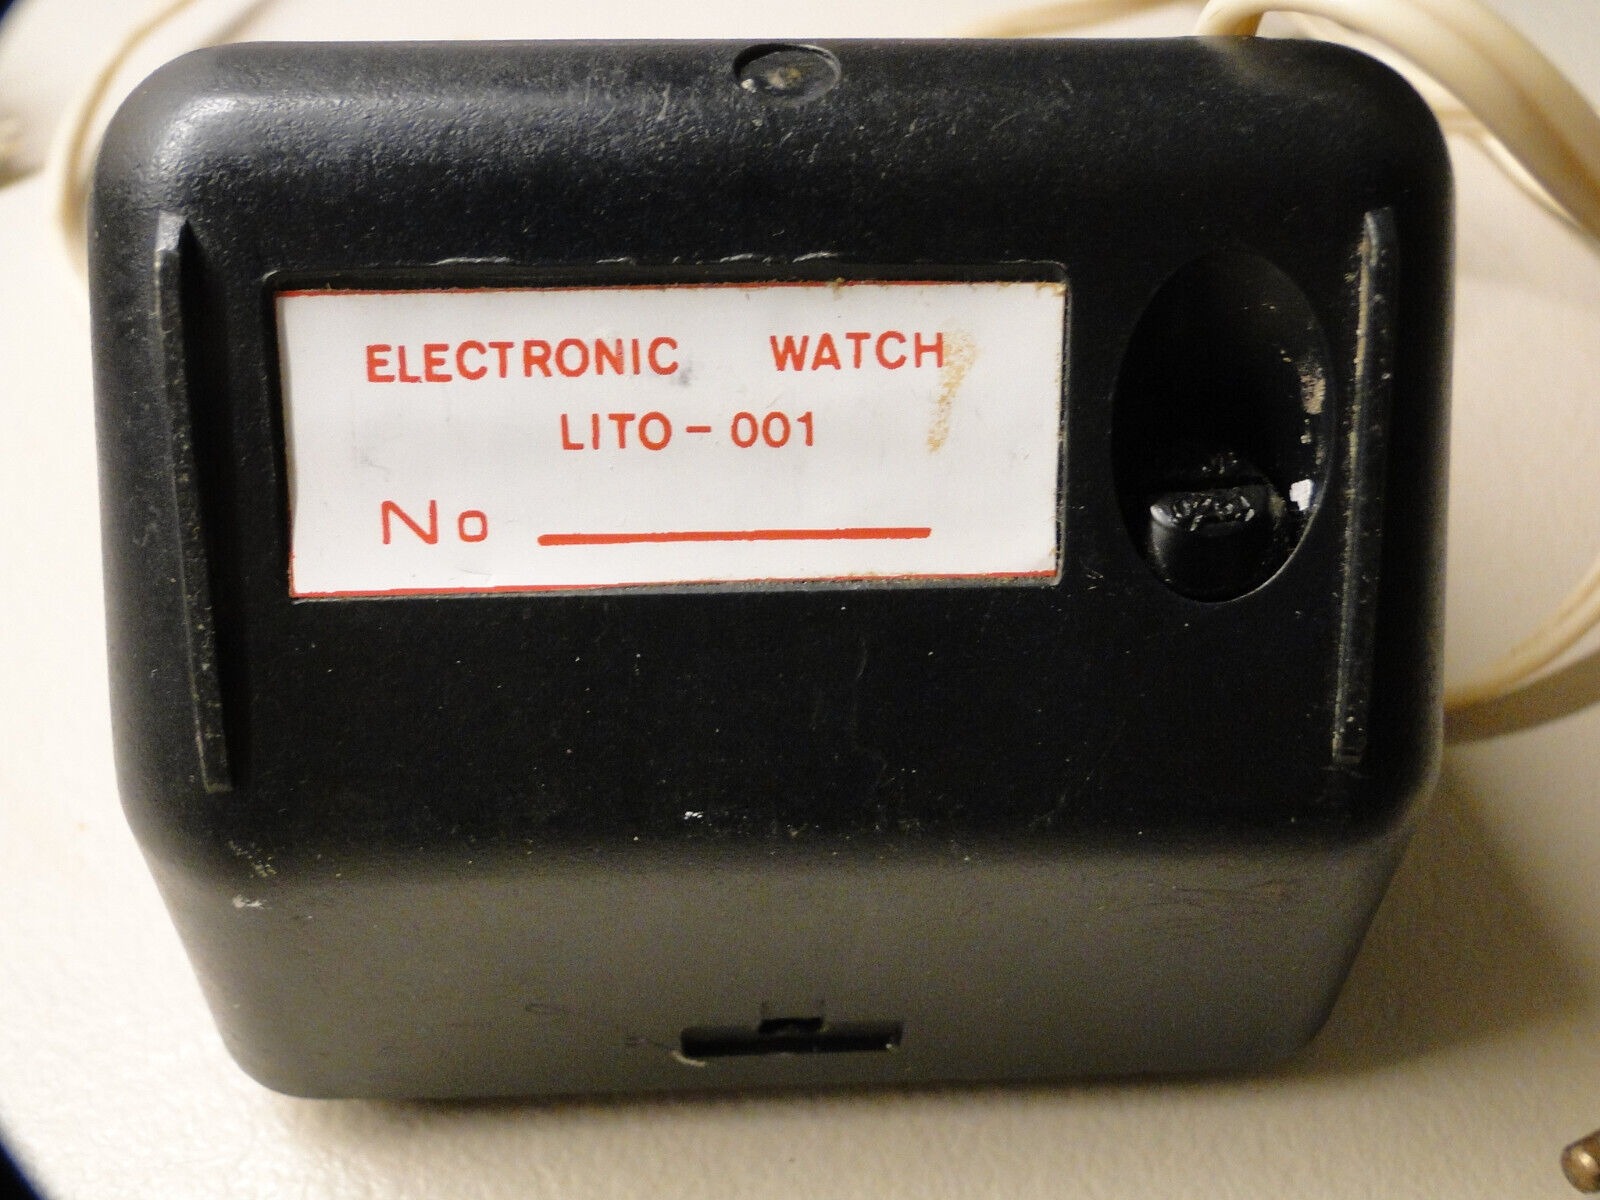 ELECTRONIC WATCH
LITO-001
No